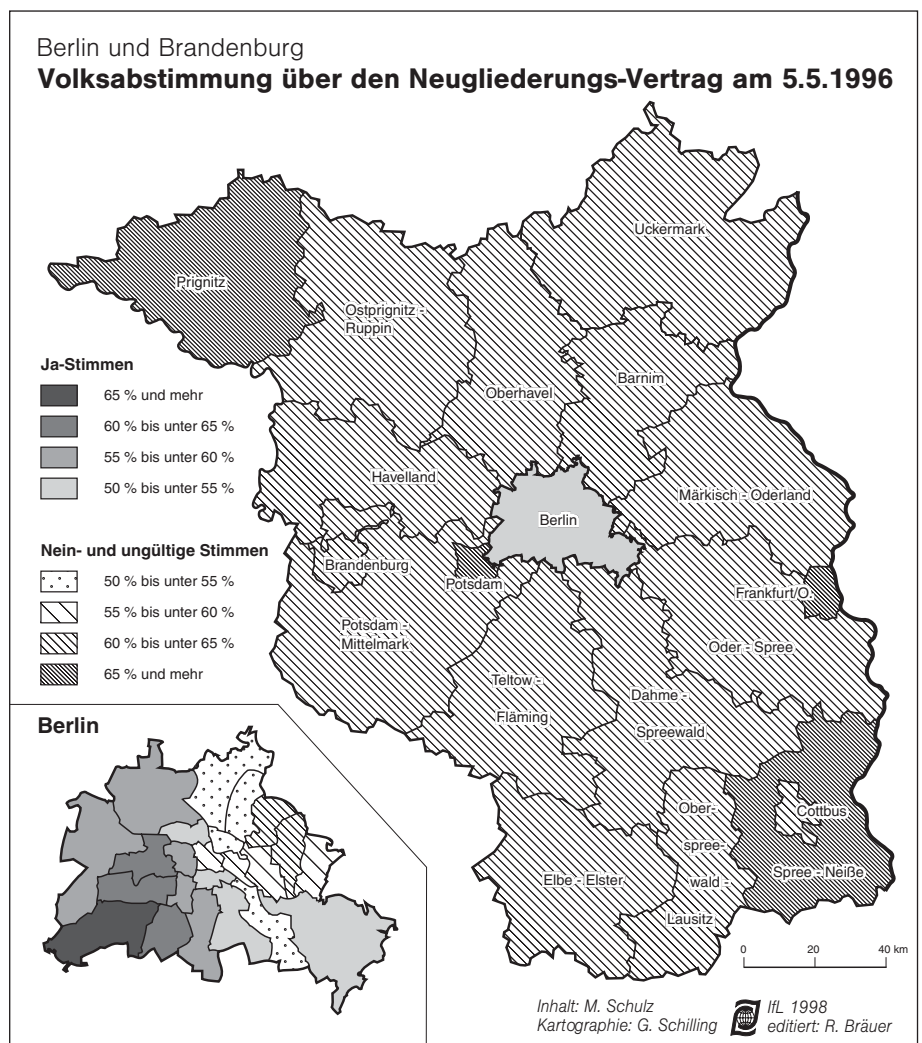 Berlin und Brandenburg
Volksabstimmung über den Neugliederungs-Vertrag am 5.5.1996
Uckermark
Prignitz
Ostprignitz -
Ruppin
Ja-Stimmen
65 % und mehr
60 % bis unter 65 %
55 % bis unter 60 %
50 % bis unter 55 %
Barnim
Oberhavel
Havelland
Märkisch - Oderland
Berlin
Nein- und ungültige Stimmen
50 % bis unter 55 %
55 % bis unter 60 %
60 % bis unter 65 %
65 % und mehr
Brandenburg
Potsdam
Frankfurt/O.
Potsdam -
Mittelmark
Oder - Spree
Teltow -
Fläming
Dahme -
Spreewald
Berlin
Ober-
spree-
wald -
Lausitz
Cottbus
Spree - Neiße
Elbe - Elster
0 20 40 km
Inhalt: M. Schulz
Kartographie: G. Schilling
IfL 1998
editiert: R. Bräuer